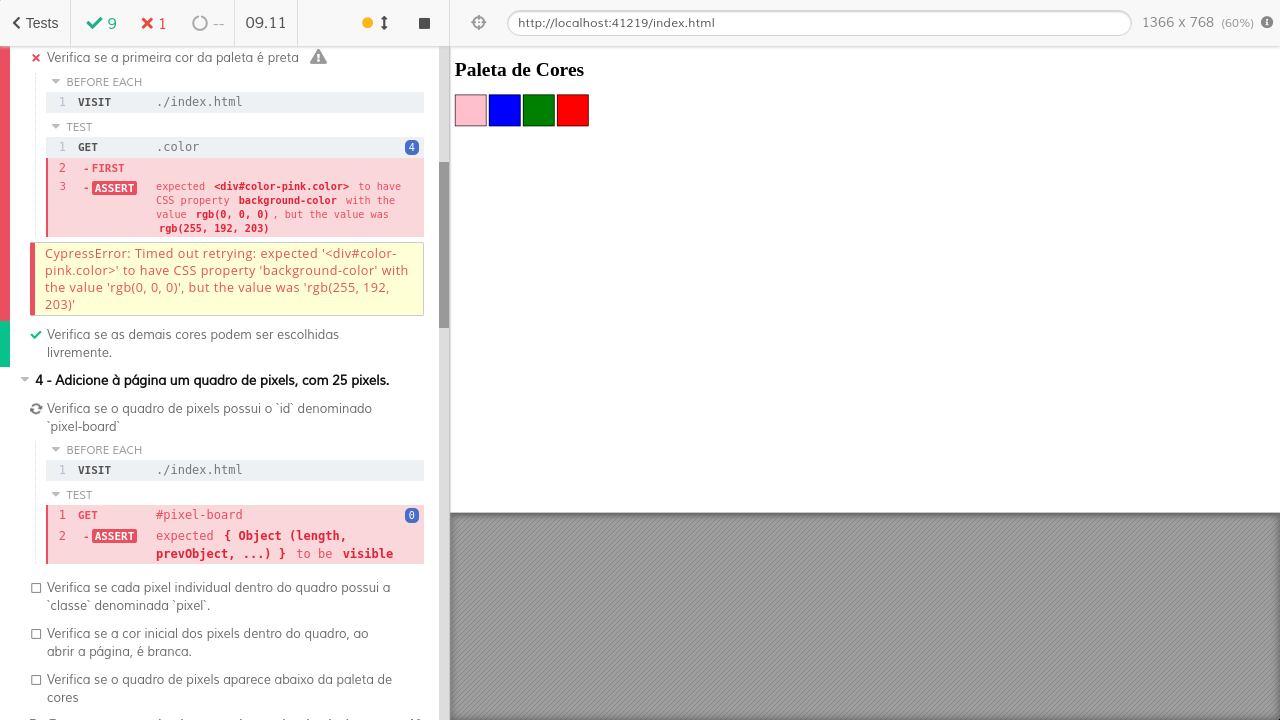 Tests 9 1 -- 09.11 http://localhost:41219/index.html 1366 x 768 (60%)
Verifica se a primeira cor da paleta é preta
BEFORE EACH
1 VISIT ./index.html
TEST
1 GET .color 4
2 - FIRST
3 - ASSERT expected <div#color-pink.color> to have
CSS property background-color with the
value rgb(0, 0, 0) , but the value was
rgb(255, 192, 203)
CypressError: Timed out retrying: expected '<div#color-
pink.color>' to have CSS property 'background-color' with
the value 'rgb(0, 0, 0)', but the value was 'rgb(255, 192,
203)'
Verifica se as demais cores podem ser escolhidas
livremente.
4 - Adicione à página um quadro de pixels, com 25 pixels.
Verifica se o quadro de pixels possui o `id` denominado
`pixel-board`
BEFORE EACH
1 VISIT ./index.html
TEST
1 GET #pixel-board 0
2 - ASSERT expected { Object (length,
prevObject, ...) } to be visible
Verifica se cada pixel individual dentro do quadro possui a
`classe` denominada `pixel`.
Verifica se a cor inicial dos pixels dentro do quadro, ao
abrir a página, é branca.
Verifica se o quadro de pixels aparece abaixo da paleta de
cores
Paleta de Cores